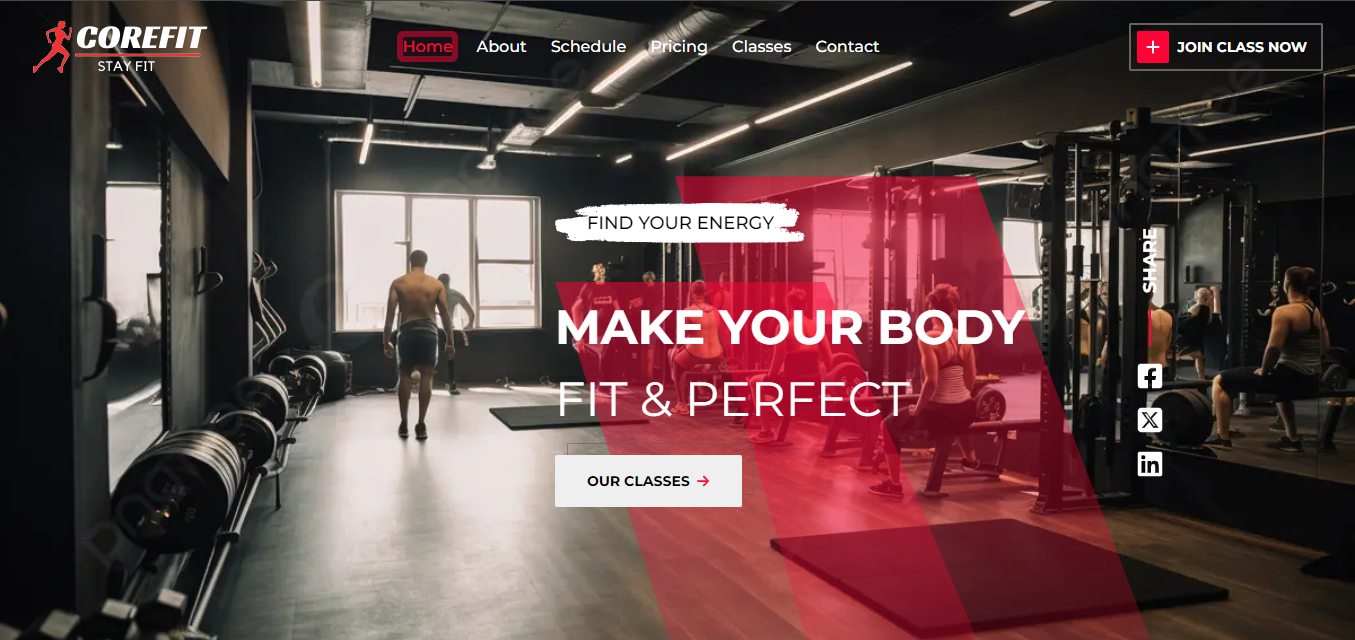 COREFIT
STAY FIT
Home About Schedule Pricing Classes Contact
JOIN CLASS NOW
FIND YOUR ENERGY
MAKE YOUR BODY
FIT & PERFECT
OUR CLASSES
SHARE